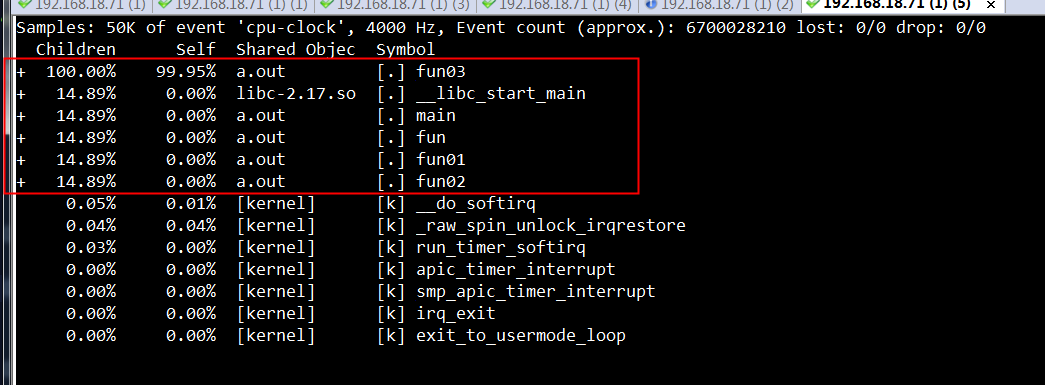 192.168.18.71 (1) 192.168.18.71 (1) (2) 192.168.18.71 (1) (3) 192.168.18.71 (1) (4) 192.168.18.71 (1) (2) 192.168.18.71 (1) (5) ×
Samples: 50K of event 'cpu-clock', 4000 Hz, Event count (approx.): 6700028210 lost: 0/0 drop: 0/0
Children Self Shared Objec Symbol
+ 100.00% 99.95% a.out [.] fun03
+ 14.89% 0.00% libc-2.17.so [.] __libc_start_main
+ 14.89% 0.00% a.out [.] main
+ 14.89% 0.00% a.out [.] fun
+ 14.89% 0.00% a.out [.] fun01
+ 14.89% 0.00% a.out [.] fun02
0.05% 0.01% [kernel] [k] __do_softirq
0.04% 0.04% [kernel] [k] _raw_spin_unlock_irqrestore
0.03% 0.00% [kernel] [k] run_timer_softirq
0.00% 0.00% [kernel] [k] apic_timer_interrupt
0.00% 0.00% [kernel] [k] smp_apic_timer_interrupt
0.00% 0.00% [kernel] [k] irq_exit
0.00% 0.00% [kernel] [k] exit_to_usermode_loop